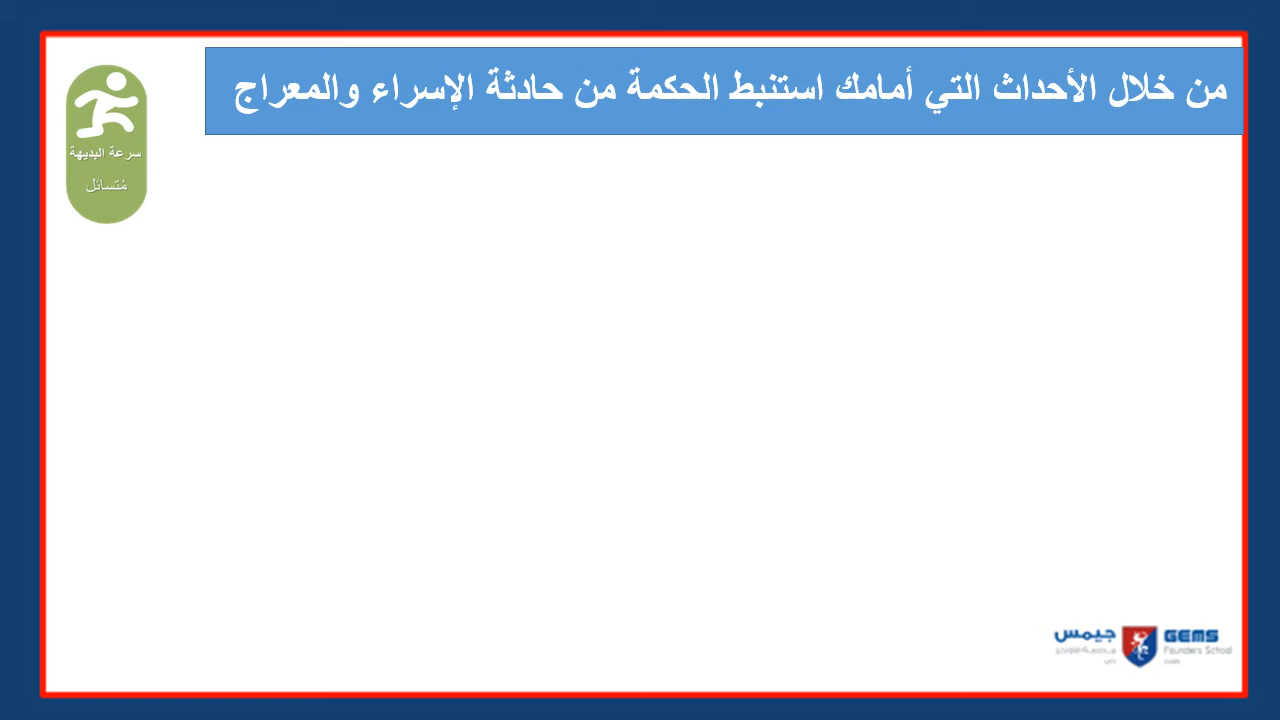 من خلال الأحداث التي أمامك استنبط الحكمة من حادثة الإسراء والمعراج
سرعة البديهة
مُتسائل
جيمس
GEMS
Founders School